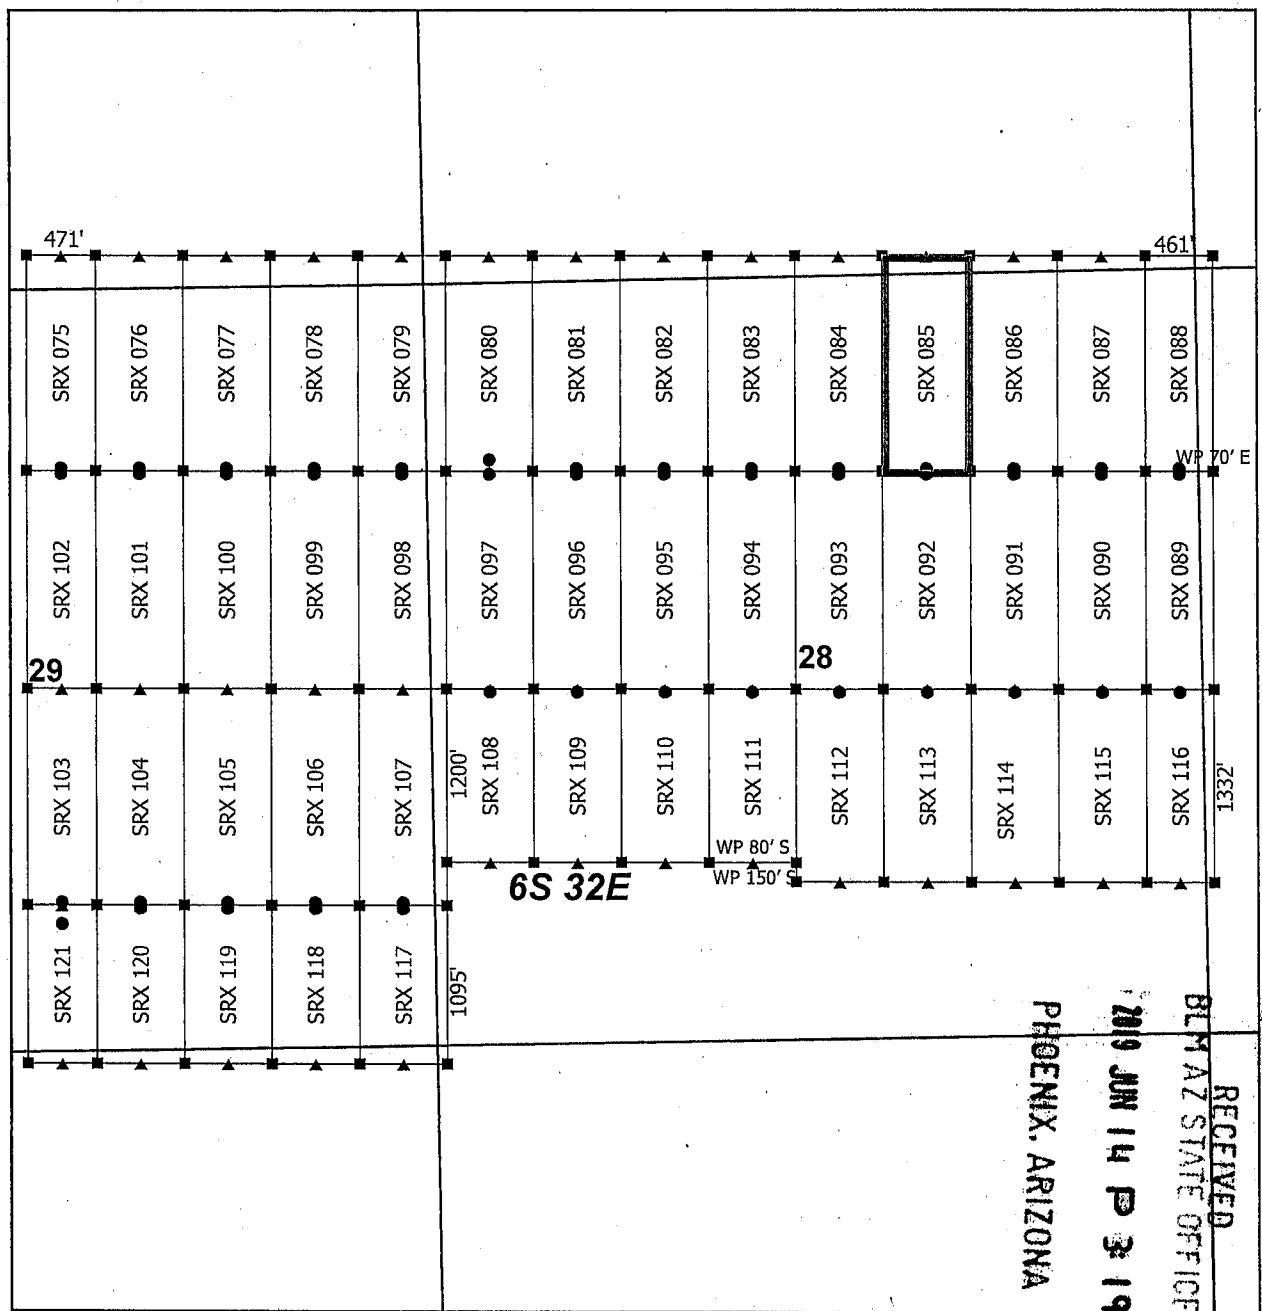 471'
461'
SRX 075
SRX 076
SRX 077
SRX 078
SRX 079
SRX 080
SRX 081
SRX 082
SRX 083
SRX 084
SRX 085
SRX 086
SRX 087
SRX 088
WP 70' E
SRX 102
SRX 101
SRX 100
SRX 099
SRX 098
SRX 097
SRX 096
SRX 095
SRX 094
SRX 093
SRX 092
SRX 091
SRX 090
SRX 089
29
28
SRX 103
SRX 104
SRX 105
SRX 106
SRX 107
1200'
SRX 108
SRX 109
SRX 110
SRX 111
SRX 112
SRX 113
SRX 114
SRX 115
SRX 116
1332'
WP 80' S
WP 150' S
6S 32E
SRX 121
SRX 120
SRX 119
SRX 118
SRX 117
1095'
RECEIVED
BLM AZ STATE OFFICE
2019 JUN 14 P 3:19
PHOENIX, ARIZONA